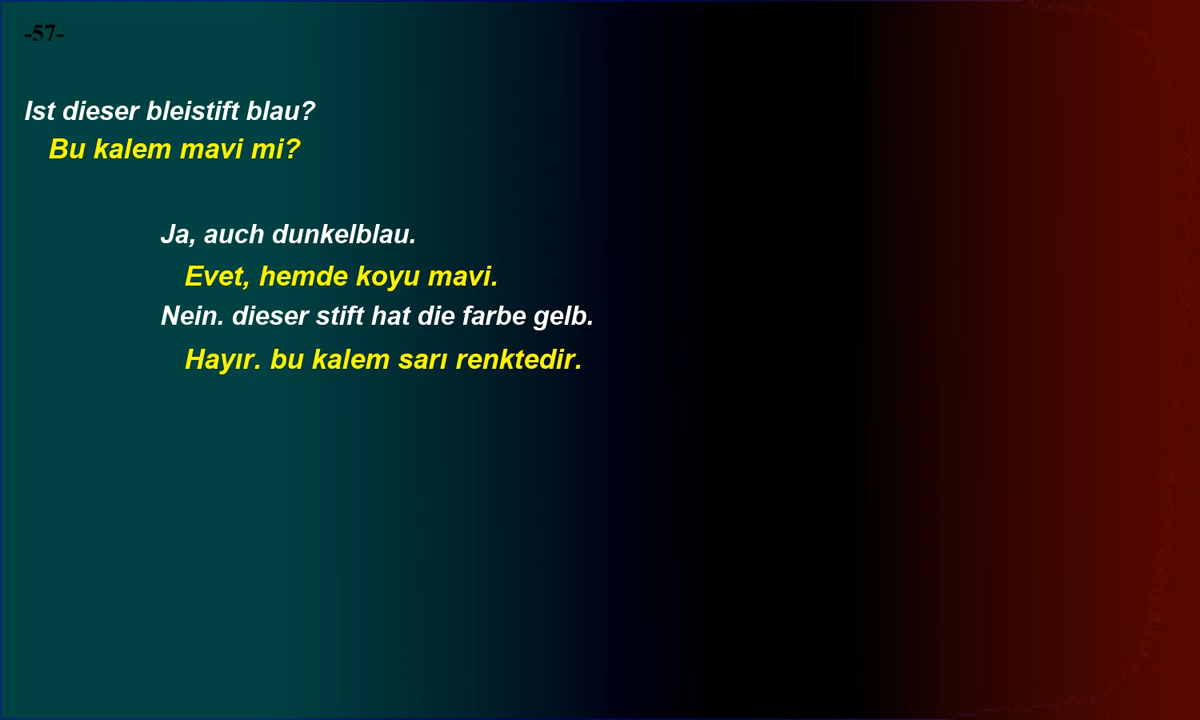 -57-
Ist dieser bleistift blau?
Bu kalem mavi mi?
Ja, auch dunkelblau.
Evet, hemde koyu mavi.
Nein. dieser stift hat die farbe gelb.
Hayır. bu kalem sarı renktedir.